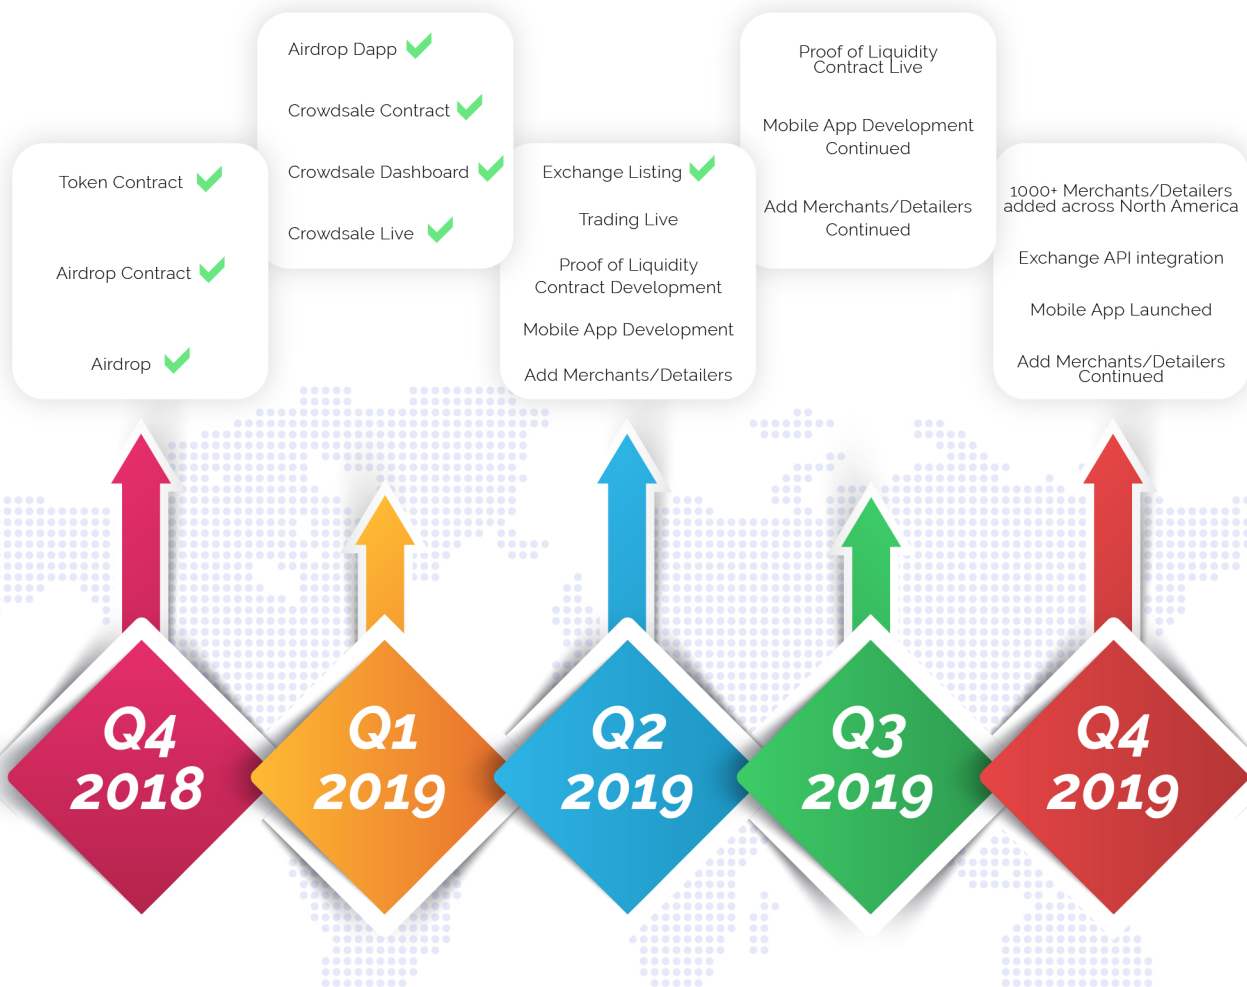 Token Contract
Airdrop Contract
Airdrop
Airdrop Dapp
Crowdsale Contract
Crowdsale Dashboard
Crowdsale Live
Exchange Listing
Trading Live
Proof of Liquidity
Contract Development
Mobile App Development
Add Merchants/Detailers
Proof of Liquidity
Contract Live
Mobile App Development
Continued
Add Merchants/Detailers
Continued
1000+ Merchants/Detailers
added across North America
Exchange API integration
Mobile App Launched
Add Merchants/Detailers
Continued
Q4
2018
Q1
2019
Q2
2019
Q3
2019
Q4
2019